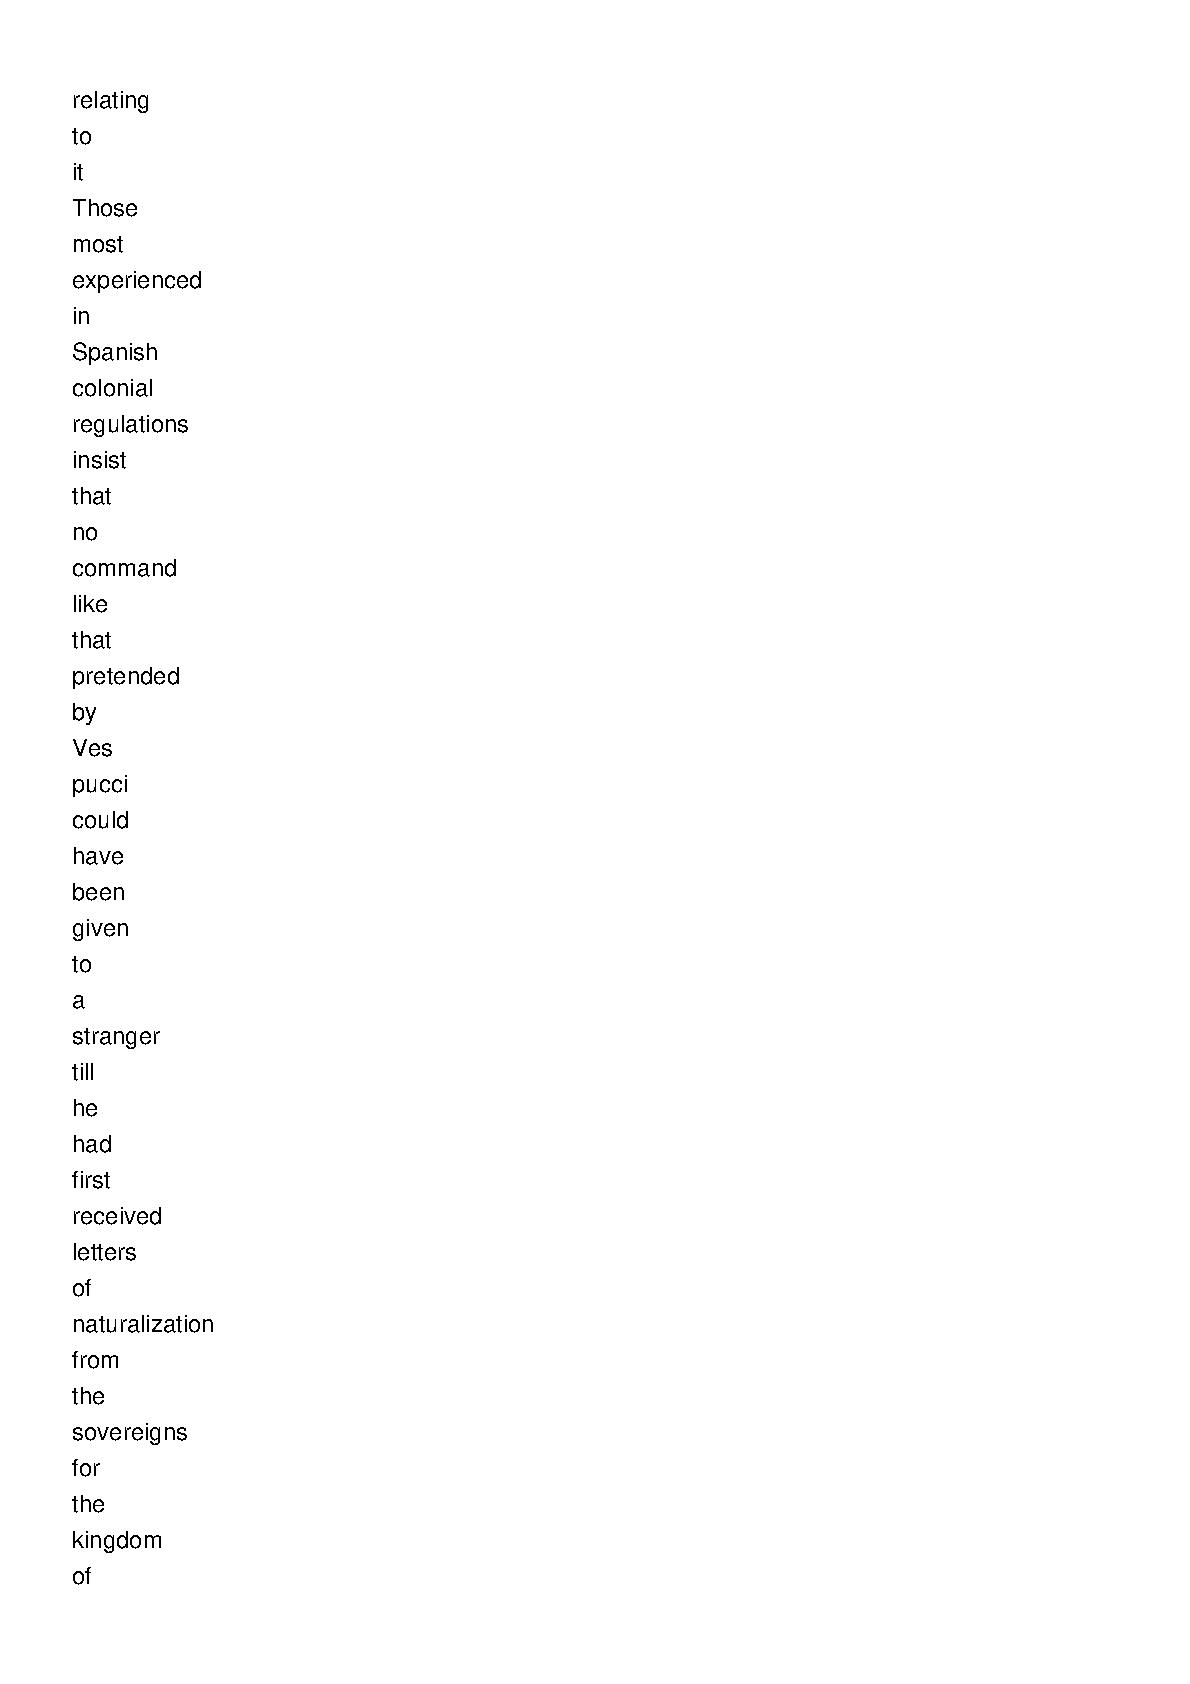 relating
to
it
Those
most
experienced
in
Spanish
colonial
regulations
insist
that
no
command
like
that
pretended
by
Ves
pucci
could
have
been
given
to
a
stranger
till
he
had
first
received
letters
of
naturalization
from
the
sovereigns
for
the
kingdom
of